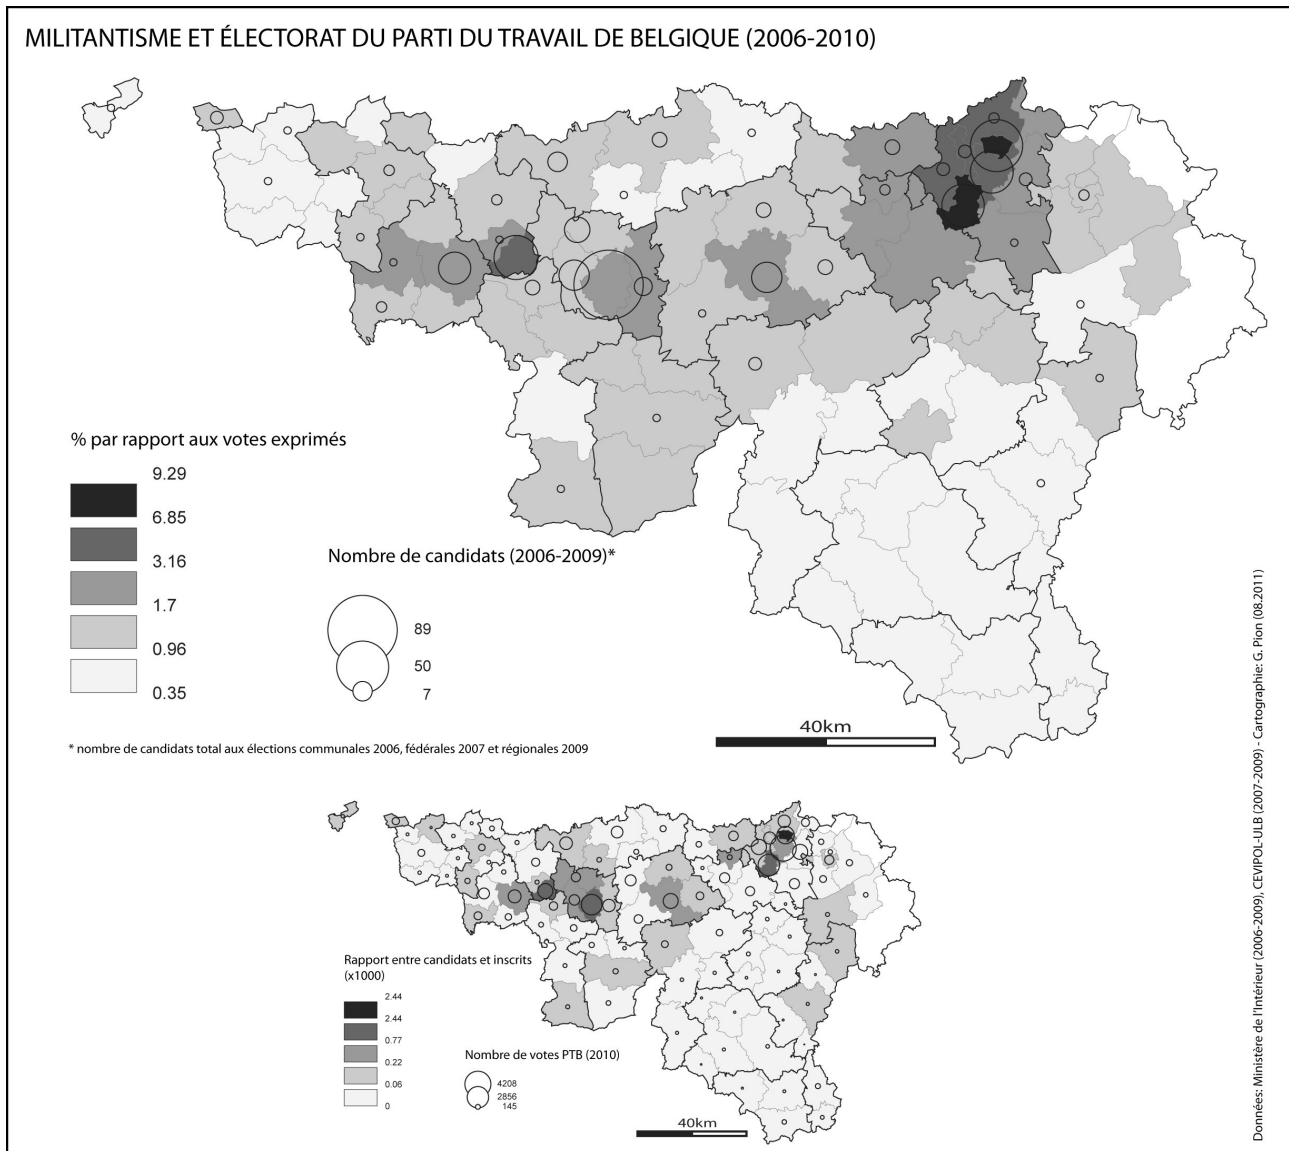 MILITANTISME ET ÉLECTORAT DU PARTI DU TRAVAIL DE BELGIQUE (2006-2010)
% par rapport aux votes exprimés
9.29
6.85
3.16
1.7
0.96
0.35
Nombre de candidats (2006-2009)*
89
50
7
* nombre de candidats total aux élections communales 2006, fédérales 2007 et régionales 2009
40km
Rapport entre candidats et inscrits
(x1000)
2.44
2.44
0.77
0.22
0.06
0
Nombre de votes PTB (2010)
4208
2856
145
40km
Données: Ministère de l'Intérieur (2006-2009), CEVIPOL-ULB (2007-2009) - Cartographie: G. Pion (08.2011)